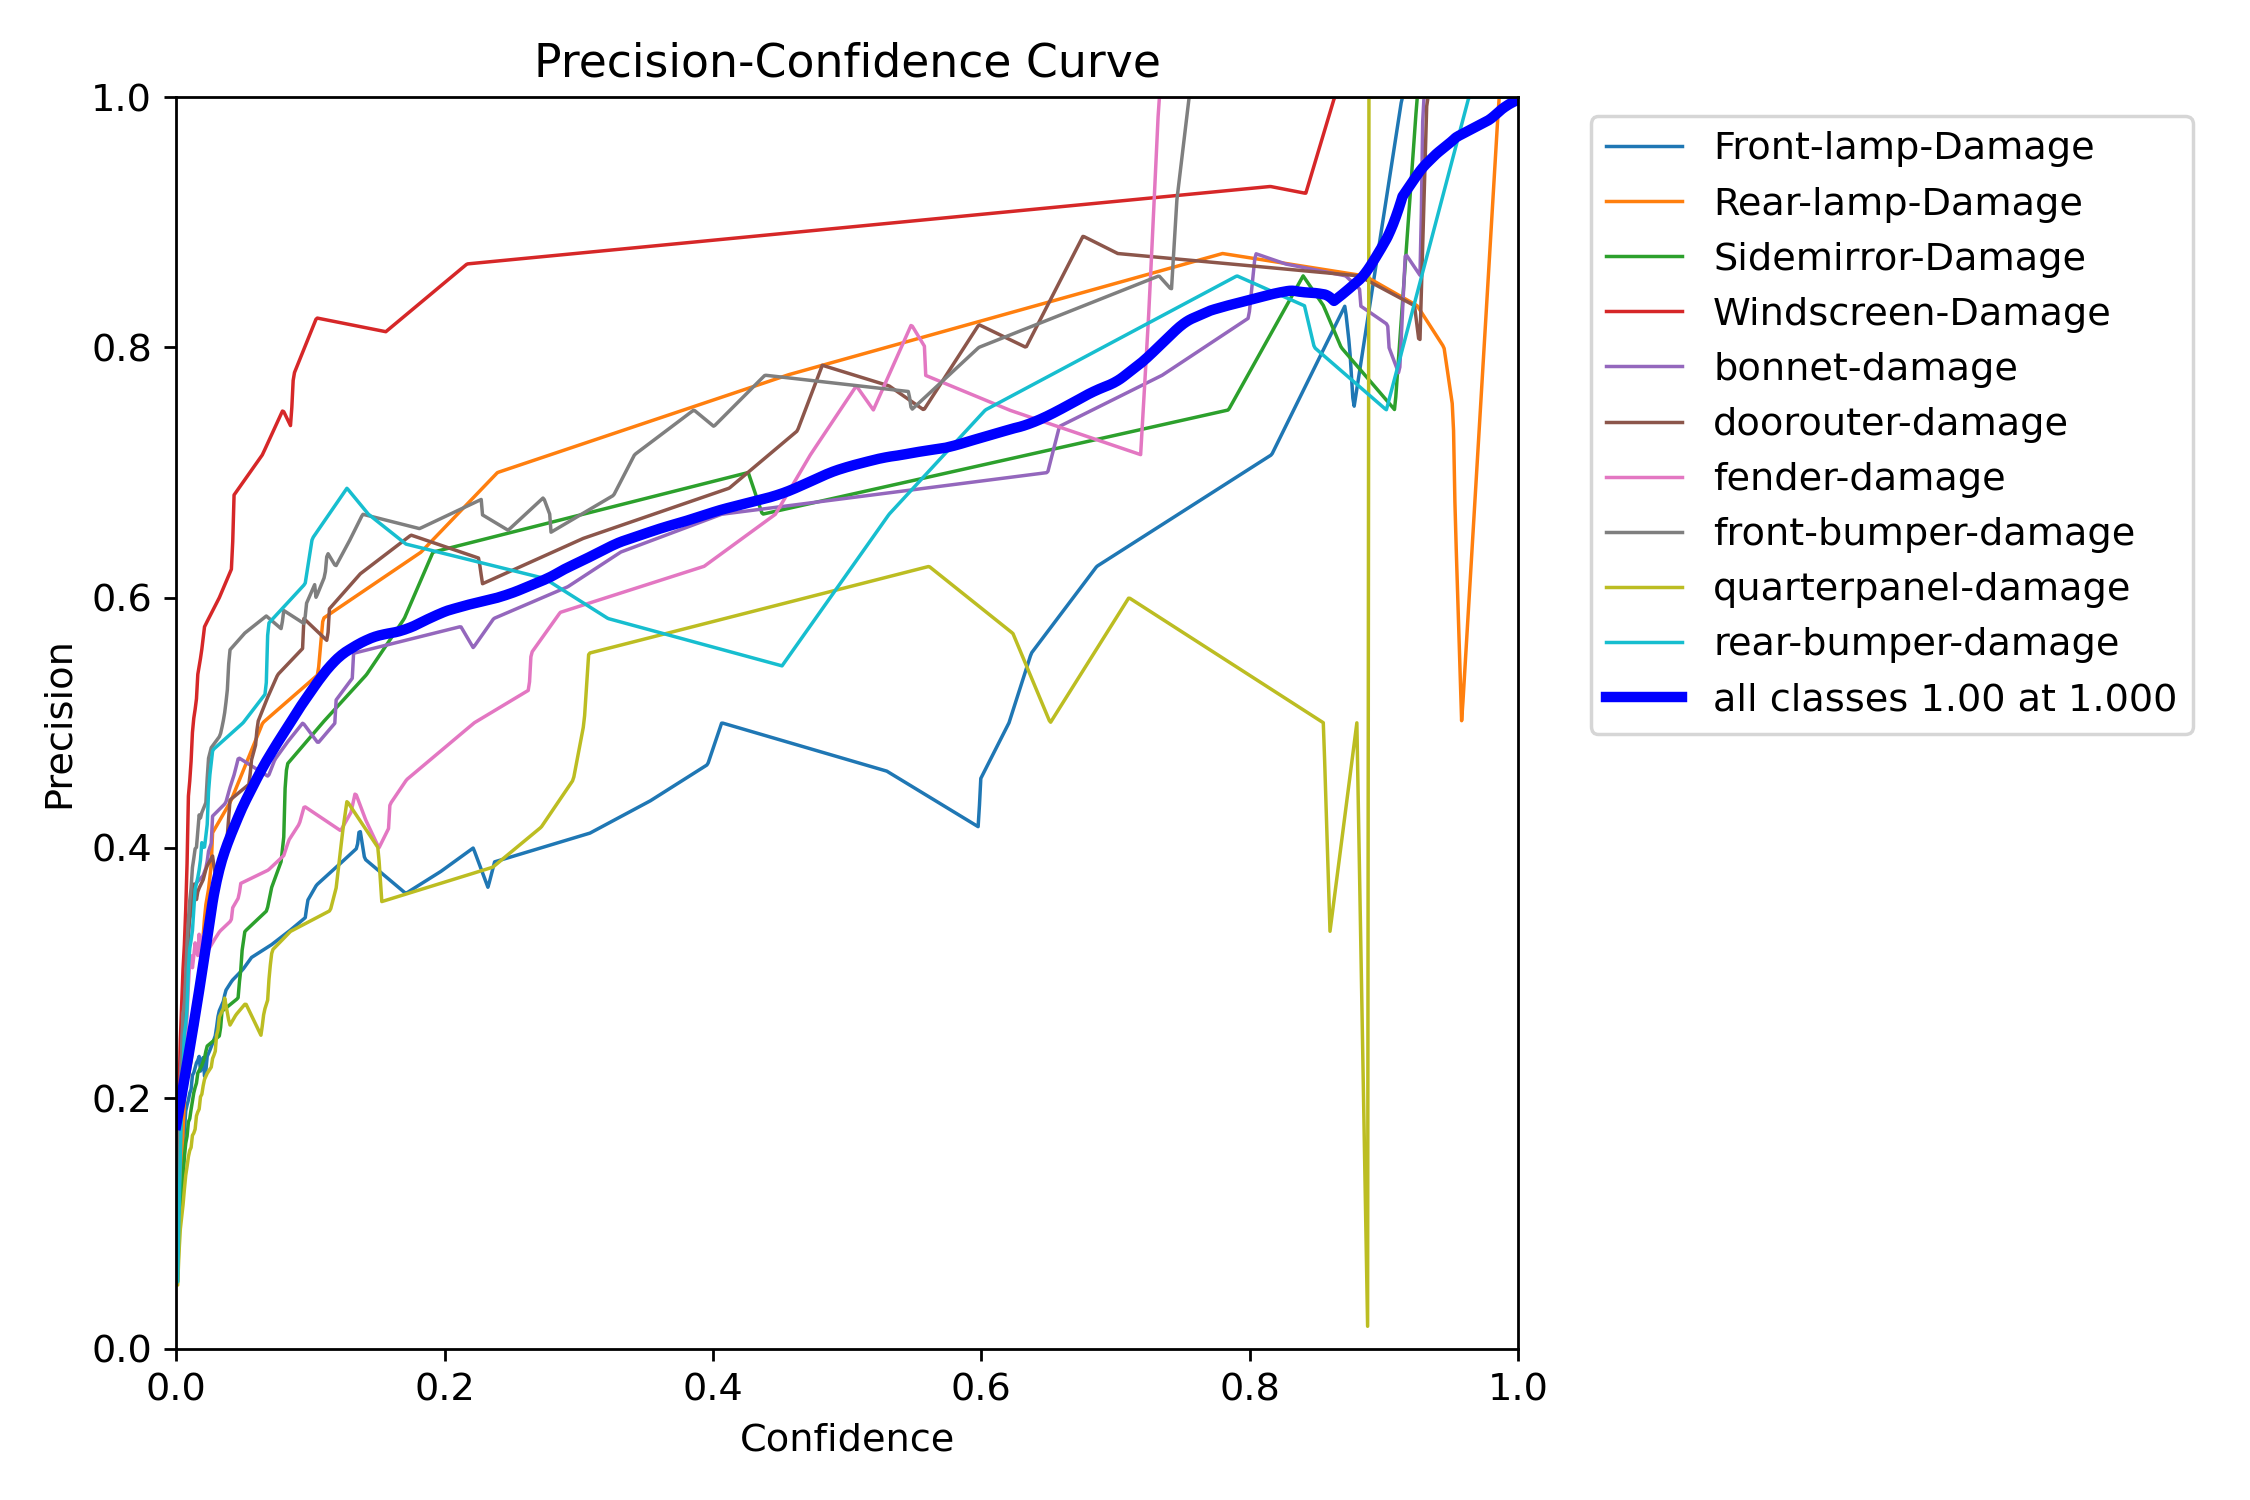 Precision-Confidence Curve
1.0
0.8
0.6
0.4
0.2
0.0
0.0 0.2 0.4 0.6 0.8 1.0
Precision
Confidence
Front-lamp-Damage
Rear-lamp-Damage
Sidemirror-Damage
Windscreen-Damage
bonnet-damage
doorouter-damage
fender-damage
front-bumper-damage
quarterpanel-damage
rear-bumper-damage
all classes 1.00 at 1.000